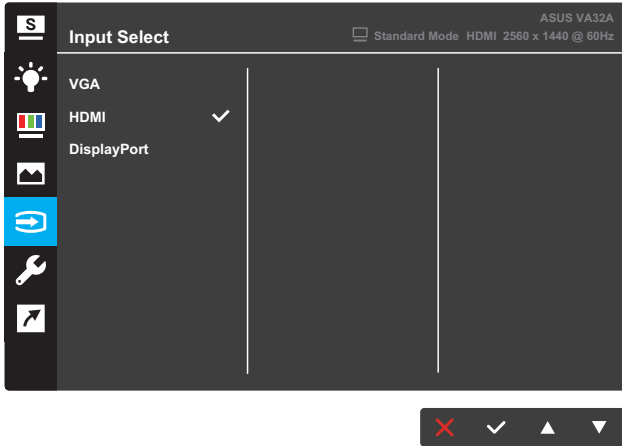 S
ASUS VA32A
Input Select
Standard Mode HDMI 2560 x 1440 @ 60Hz
VGA
HDMI
DisplayPort